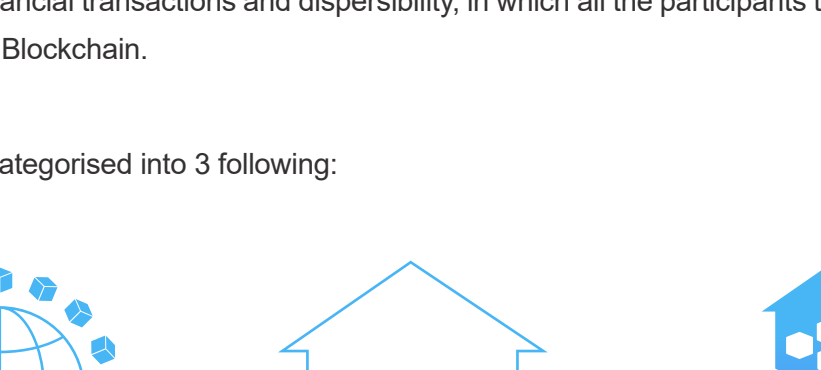 ancial transactions and dispersibility, in which all the participants t
Blockchain.
ategorised into 3 following: